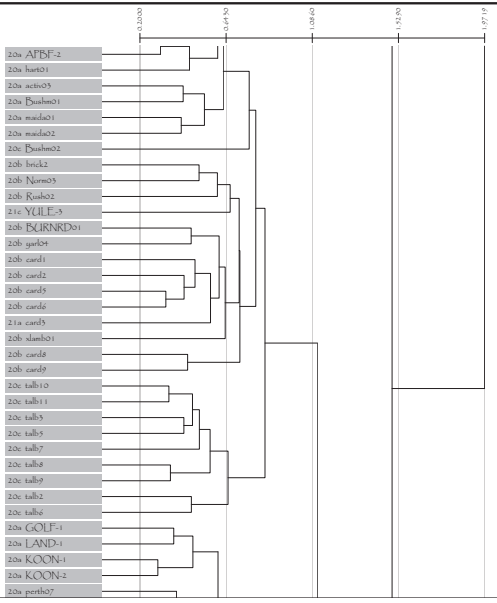 0.2000 0.6430 1.0860 1.5290 1.9719
20a APBF-2
20a hart01
20a activ03
20a Bushm01
20a maida01
20a maida02
20c Bushm02
20b brick2
20b Norm03
20b Rush02
21c YULE-3
20b BURNRD01
20b yarl04
20b card1
20b card2
20b card5
20b card6
21a card3
20b slamb01
20b card8
20b card9
20c talb10
20c talb11
20c talb3
20c talb5
20c talb7
20c talb8
20c talb9
20c talb2
20c talb6
20a GOLF-1
20a LAND-1
20a KOON-1
20a KOON-2
20a perth07